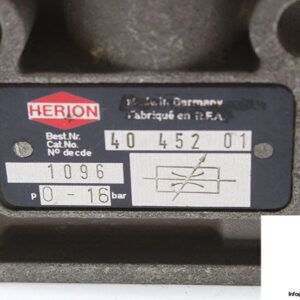 HERION
Made in Germany
Fabriqué en R.F.A.
Best.Nr.
Cat.No.
N° de cde
40 452 01
1096
p 0-16 bar